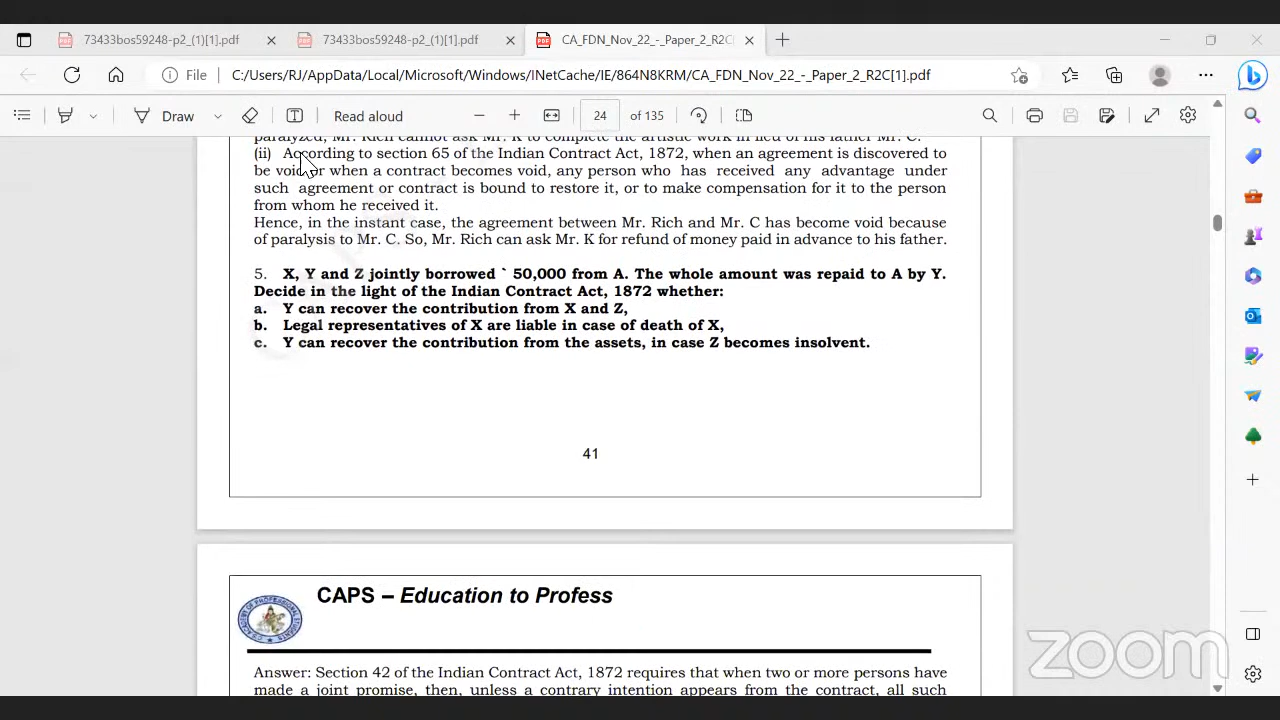 73433bos59248-p2_(1)[1].pdf
73433bos59248-p2_(1)[1].pdf
CA_FDN_Nov_22_-_Paper_2_R2C
File C:/Users/RJ/AppData/Local/Microsoft/Windows/INetCache/IE/864N8KRM/CA_FDN_Nov_22_-_Paper_2_R2C[1].pdf
Draw Read aloud 24 of 135
paralyzed, Mr. Rich cannot ask Mr. K to complete the artistic work in lieu of his father Mr. C.
(ii) According to section 65 of the Indian Contract Act, 1872, when an agreement is discovered to
be void or when a contract becomes void, any person who has received any advantage under
such agreement or contract is bound to restore it, or to make compensation for it to the person
from whom he received it.
Hence, in the instant case, the agreement between Mr. Rich and Mr. C has become void because
of paralysis to Mr. C. So, Mr. Rich can ask Mr. K for refund of money paid in advance to his father.
5. X, Y and Z jointly borrowed ` 50,000 from A. The whole amount was repaid to A by Y.
Decide in the light of the Indian Contract Act, 1872 whether:
a. Y can recover the contribution from X and Z,
b. Legal representatives of X are liable in case of death of X,
c. Y can recover the contribution from the assets, in case Z becomes insolvent.
41
CAPS – Education to Profess
Answer: Section 42 of the Indian Contract Act, 1872 requires that when two or more persons have
made a joint promise, then, unless a contrary intention appears from the contract, all such
zoom